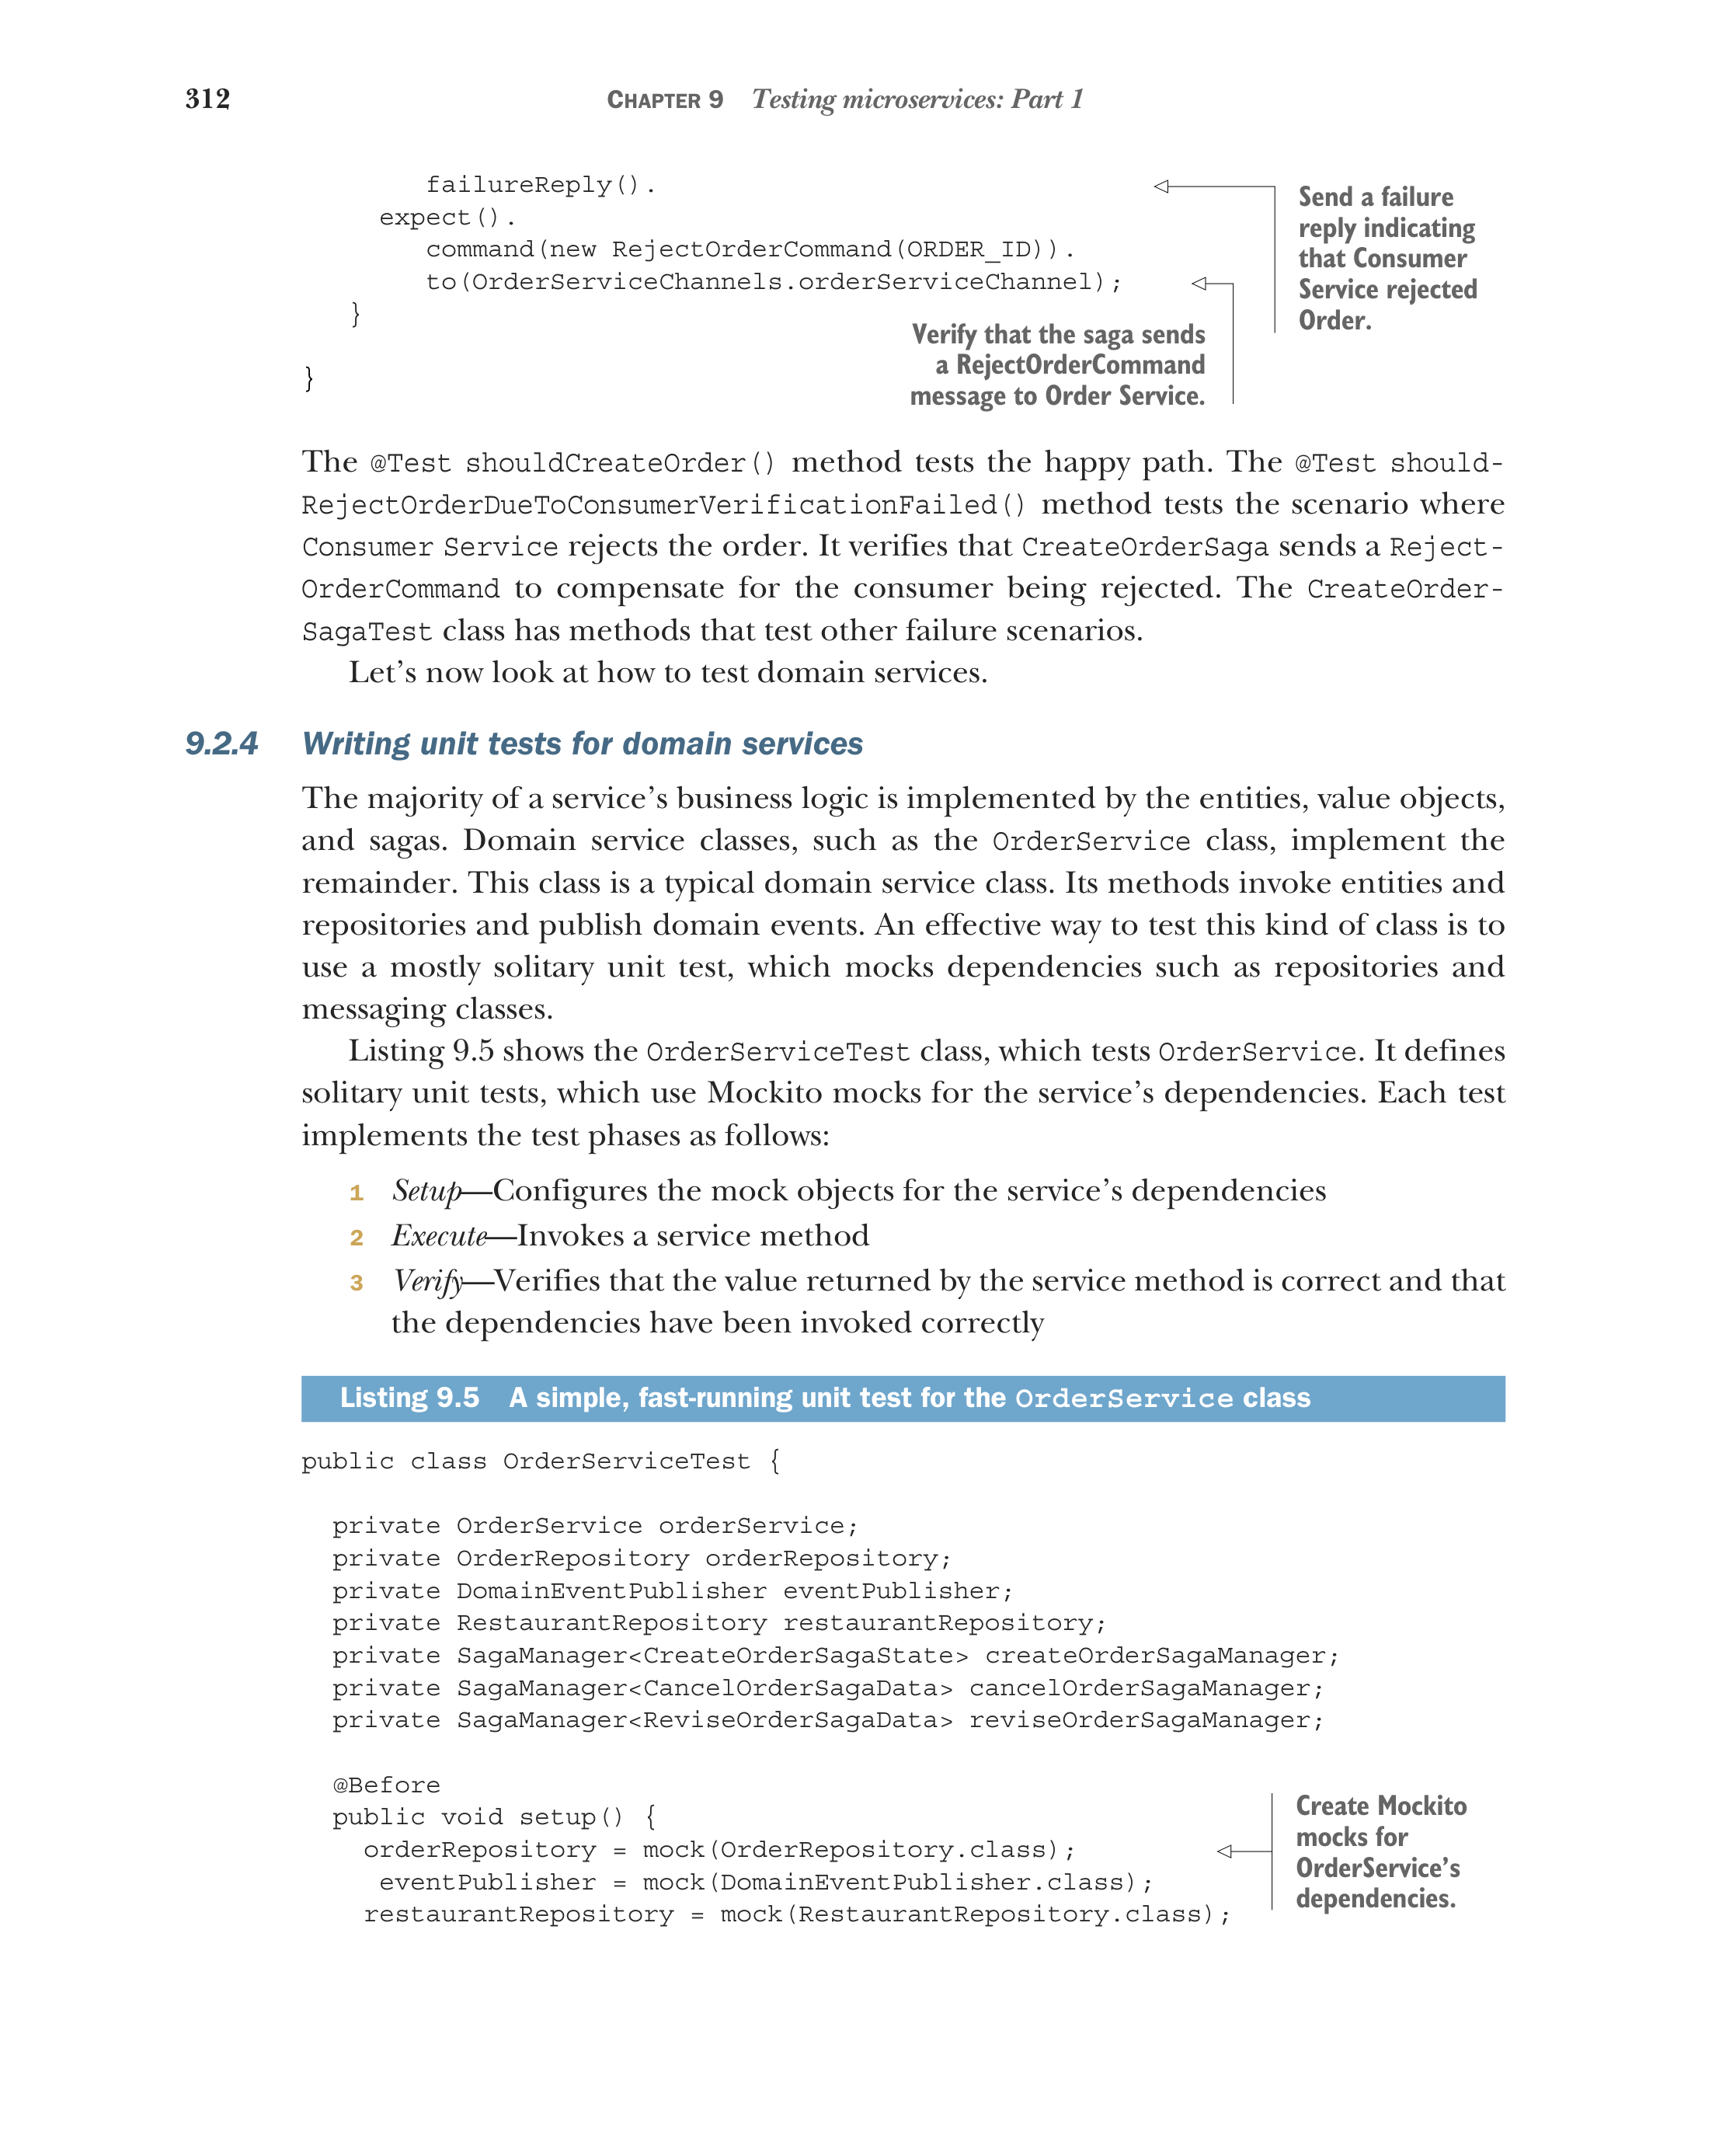 312
CHAPTER 9 Testing microservices: Part 1
failureReply().
expect().
command(new RejectOrderCommand(ORDER_ID)).
to(OrderServiceChannels.orderServiceChannel);
}
}
Send a failure
reply indicating
that Consumer
Service rejected
Order.
Verify that the saga sends
a RejectOrderCommand
message to Order Service.
The @Test shouldCreateOrder() method tests the happy path. The @Test should-
RejectOrderDueToConsumerVerificationFailed() method tests the scenario where
Consumer Service rejects the order. It verifies that CreateOrderSaga sends a Reject-
OrderCommand to compensate for the consumer being rejected. The CreateOrder-
SagaTest class has methods that test other failure scenarios.
Let's now look at how to test domain services.
9.2.4 Writing unit tests for domain services
The majority of a service's business logic is implemented by the entities, value objects,
and sagas. Domain service classes, such as the OrderService class, implement the
remainder. This class is a typical domain service class. Its methods invoke entities and
repositories and publish domain events. An effective way to test this kind of class is to
use a mostly solitary unit test, which mocks dependencies such as repositories and
messaging classes.
Listing 9.5 shows the OrderServiceTest class, which tests OrderService. It defines
solitary unit tests, which use Mockito mocks for the service's dependencies. Each test
implements the test phases as follows:
1 Setup—Configures the mock objects for the service's dependencies
2 Execute—Invokes a service method
3 Verify—Verifies that the value returned by the service method is correct and that
the dependencies have been invoked correctly
Listing 9.5 A simple, fast-running unit test for the OrderService class
public class OrderServiceTest {
private OrderService orderService;
private OrderRepository orderRepository;
private DomainEventPublisher eventPublisher;
private RestaurantRepository restaurantRepository;
private SagaManager<CreateOrderSagaState> createOrderSagaManager;
private SagaManager<CancelOrderSagaData> cancelOrderSagaManager;
private SagaManager<ReviseOrderSagaData> reviseOrderSagaManager;
@Before
public void setup() {
orderRepository = mock(OrderRepository.class);
eventPublisher = mock(DomainEventPublisher.class);
restaurantRepository = mock(RestaurantRepository.class);
Create Mockito
mocks for
OrderService's
dependencies.